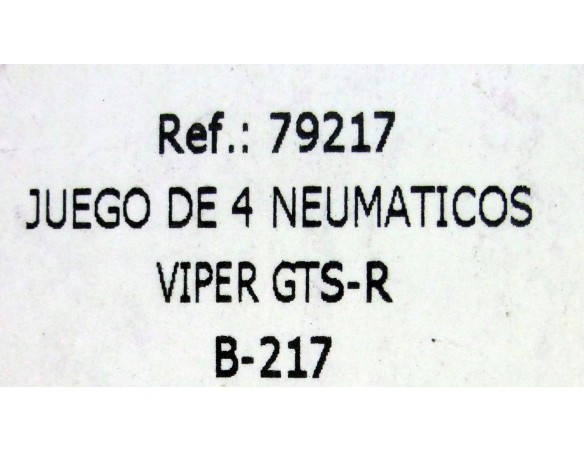 Ref.: 79217
JUEGO DE 4 NEUMATICOS
VIPER GTS-R
B-217